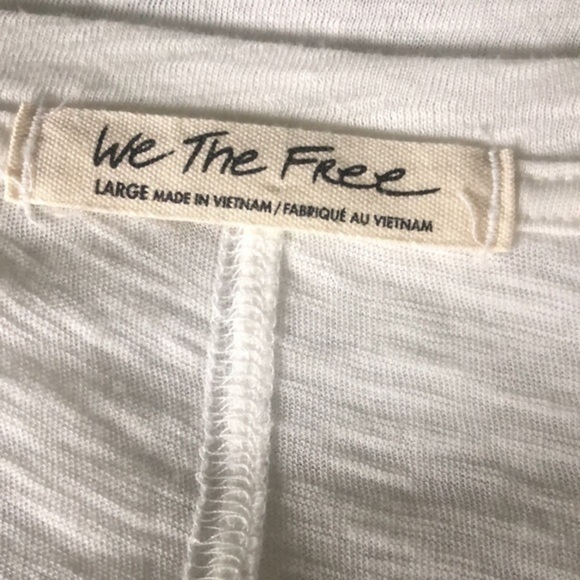 We The Free
LARGE MADE IN VIETNAM / FABRIQUÉ AU VIETNAM